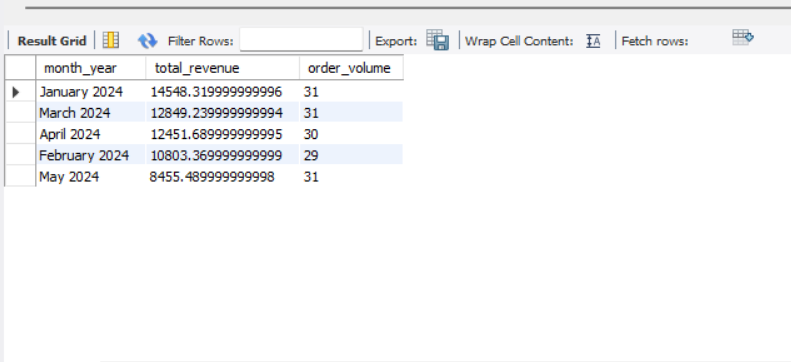 Result Grid Filter Rows: Export: Wrap Cell Content: IA Fetch rows:
month_year total_revenue order_volume
January 2024 14548.319999999996 31
March 2024 12849.239999999994 31
April 2024 12451.689999999995 30
February 2024 10803.369999999999 29
May 2024 8455.489999999998 31